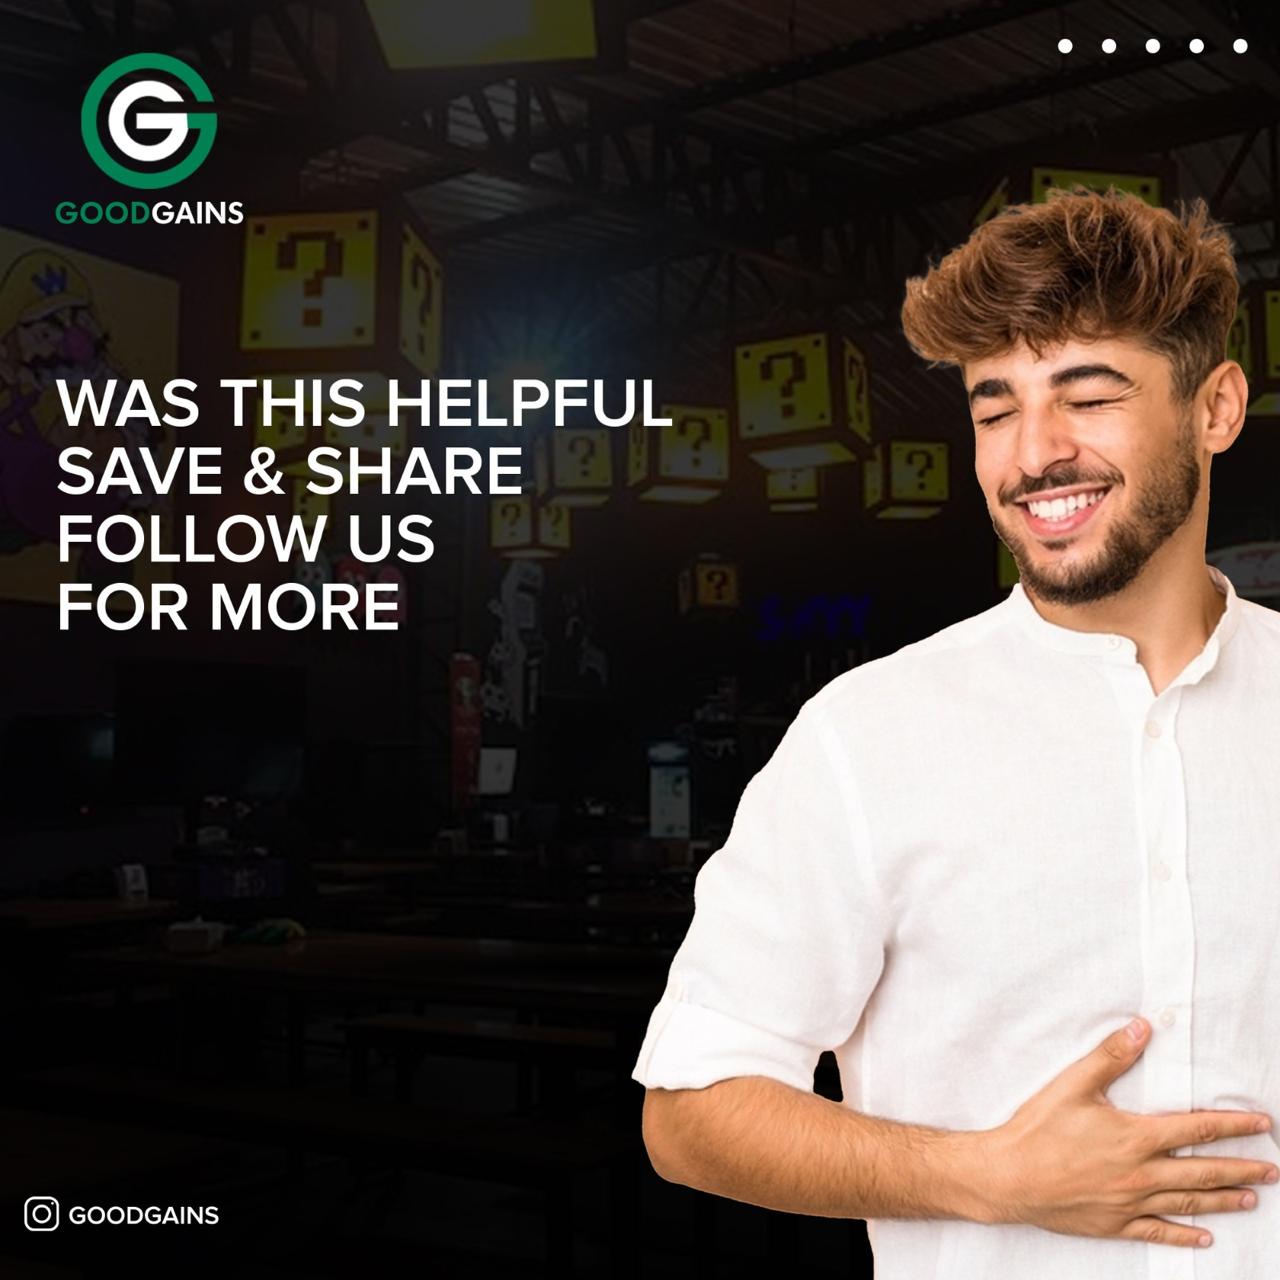 GOODGAINS
WAS THIS HELPFUL
SAVE & SHARE
FOLLOW US
FOR MORE
GOODGAINS